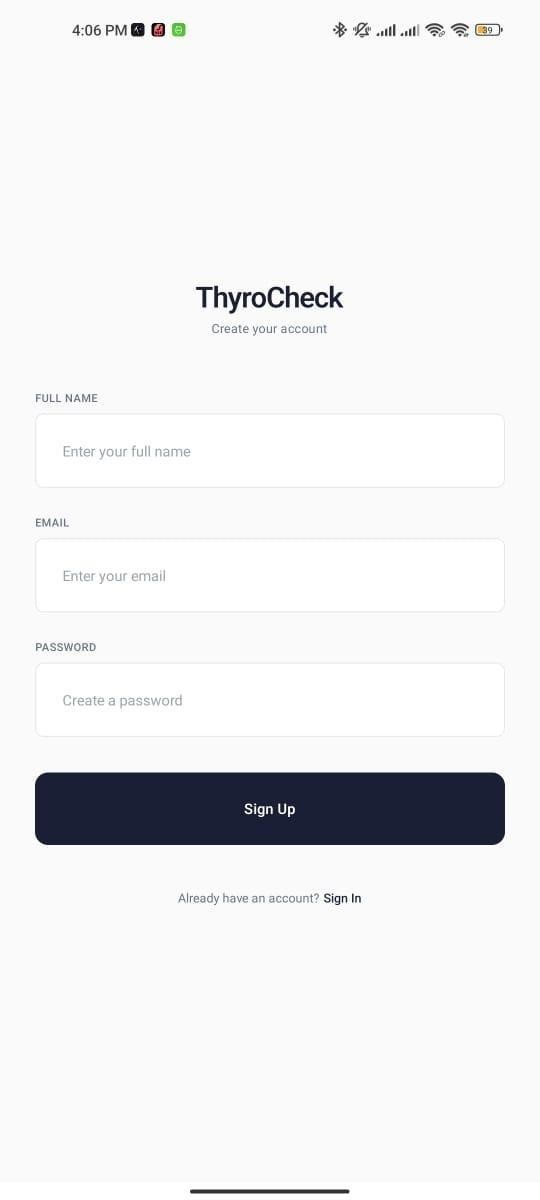 4:06 PM
39
ThyroCheck
Create your account
FULL NAME
Enter your full name
EMAIL
Enter your email
PASSWORD
Create a password
Sign Up
Already have an account? Sign In